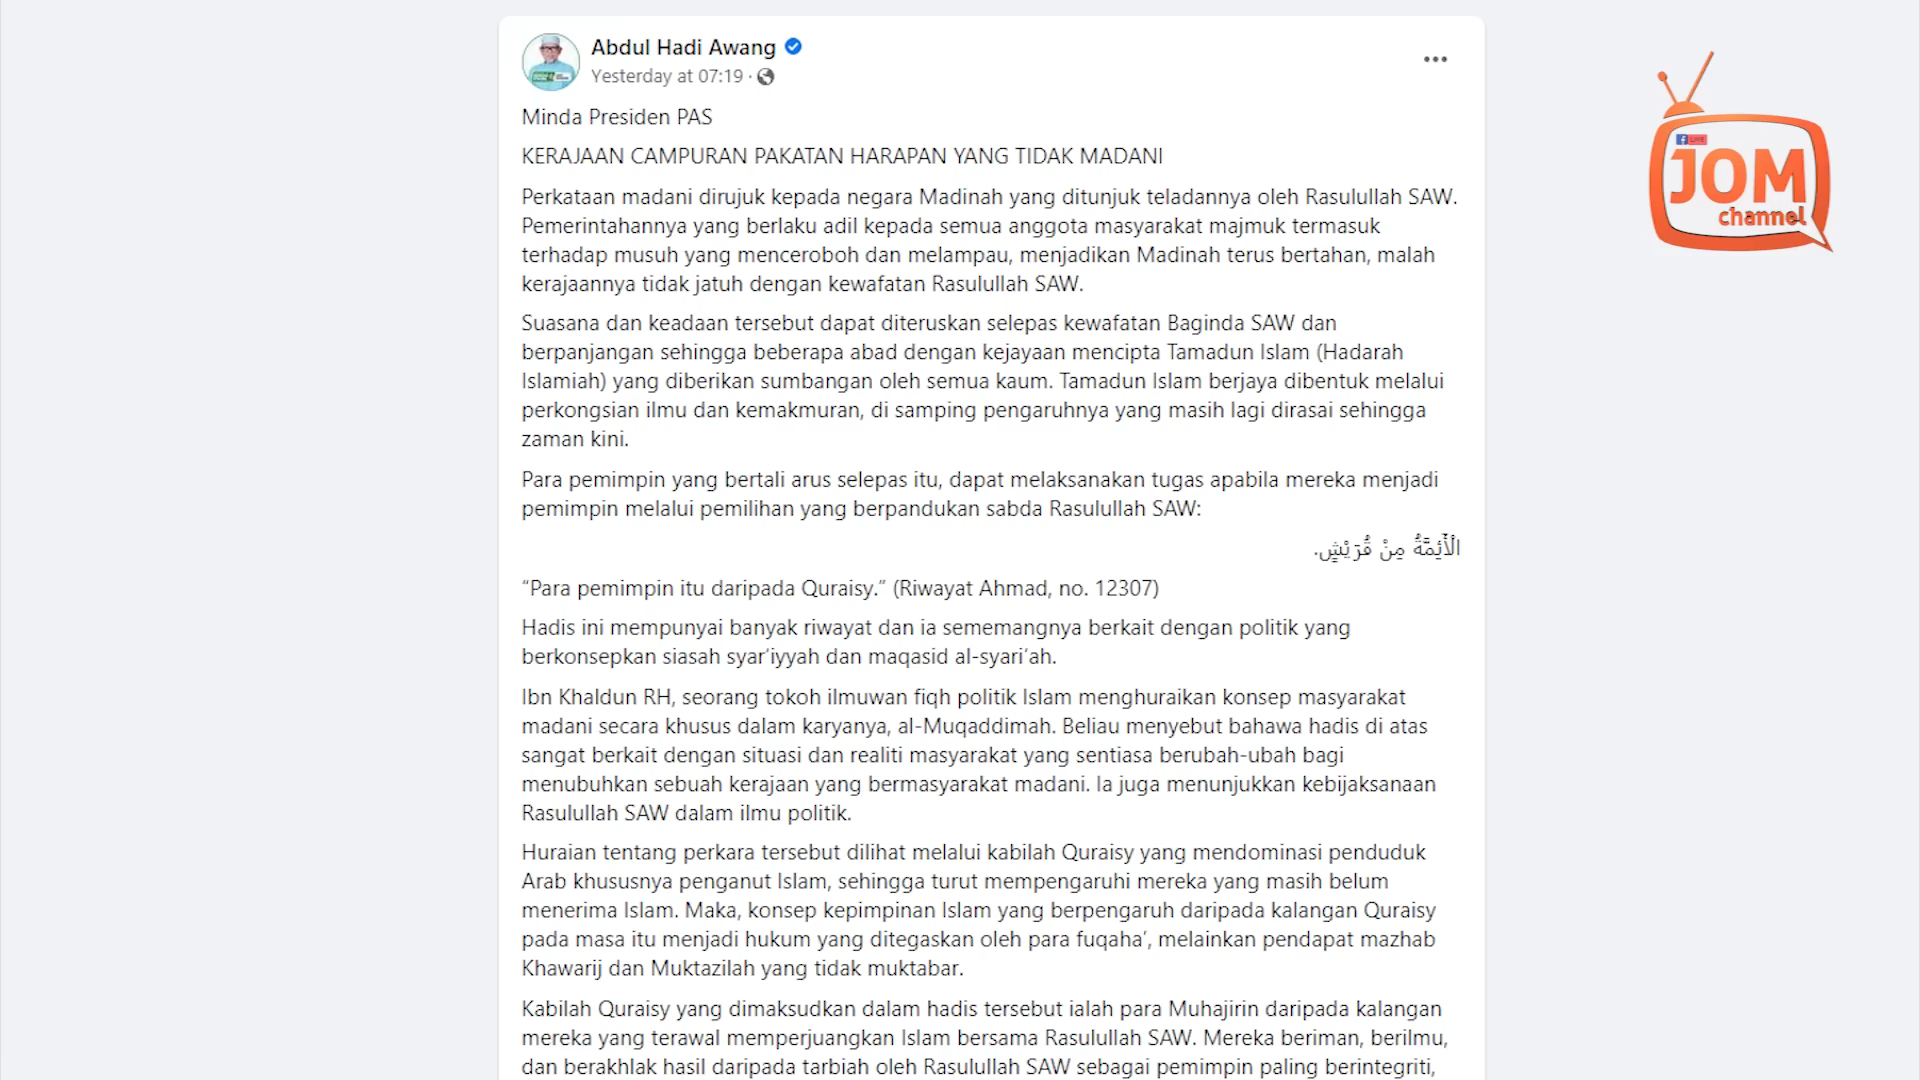 Abdul Hadi Awang
Yesterday at 07:19 ·
Minda Presiden PAS
KERAJAAN CAMPURAN PAKATAN HARAPAN YANG TIDAK MADANI
Perkataan madani dirujuk kepada negara Madinah yang ditunjuk teladannya oleh Rasulullah SAW.
Pemerintahannya yang berlaku adil kepada semua anggota masyarakat majmuk termasuk
terhadap musuh yang menceroboh dan melampau, menjadikan Madinah terus bertahan, malah
kerajaannya tidak jatuh dengan kewafatan Rasulullah SAW.
Suasana dan keadaan tersebut dapat diteruskan selepas kewafatan Baginda SAW dan
berpanjangan sehingga beberapa abad dengan kejayaan mencipta Tamadun Islam (Hadarah
Islamiah) yang diberikan sumbangan oleh semua kaum. Tamadun Islam berjaya dibentuk melalui
perkongsian ilmu dan kemakmuran, di samping pengaruhnya yang masih lagi dirasai sehingga
zaman kini.
Para pemimpin yang bertali arus selepas itu, dapat melaksanakan tugas apabila mereka menjadi
pemimpin melalui pemilihan yang berpandukan sabda Rasulullah SAW:
الْأَئِمَّةُ مِنْ قُرَيْشٍ.
“Para pemimpin itu daripada Quraisy.” (Riwayat Ahmad, no. 12307)
Hadis ini mempunyai banyak riwayat dan ia sememangnya berkait dengan politik yang
berkonsepkan siasah syar’iyyah dan maqasid al-syari’ah.
Ibn Khaldun RH, seorang tokoh ilmuwan fiqh politik Islam menghuraikan konsep masyarakat
madani secara khusus dalam karyanya, al-Muqaddimah. Beliau menyebut bahawa hadis di atas
sangat berkait dengan situasi dan realiti masyarakat yang sentiasa berubah-ubah bagi
menubuhkan sebuah kerajaan yang bermasyarakat madani. Ia juga menunjukkan kebijaksanaan
Rasulullah SAW dalam ilmu politik.
Huraian tentang perkara tersebut dilihat melalui kabilah Quraisy yang mendominasi penduduk
Arab khususnya penganut Islam, sehingga turut mempengaruhi mereka yang masih belum
menerima Islam. Maka, konsep kepimpinan Islam yang berpengaruh daripada kalangan Quraisy
pada masa itu menjadi hukum yang ditegaskan oleh para fuqaha’, melainkan pendapat mazhab
Khawarij dan Muktazilah yang tidak muktabar.
Kabilah Quraisy yang dimaksudkan dalam hadis tersebut ialah para Muhajirin daripada kalangan
mereka yang terawal memperjuangkan Islam bersama Rasulullah SAW. Mereka beriman, berilmu,
dan berakhlak hasil daripada tarbiah oleh Rasulullah SAW sebagai pemimpin paling berintegriti,
LIVE
JOM
channel